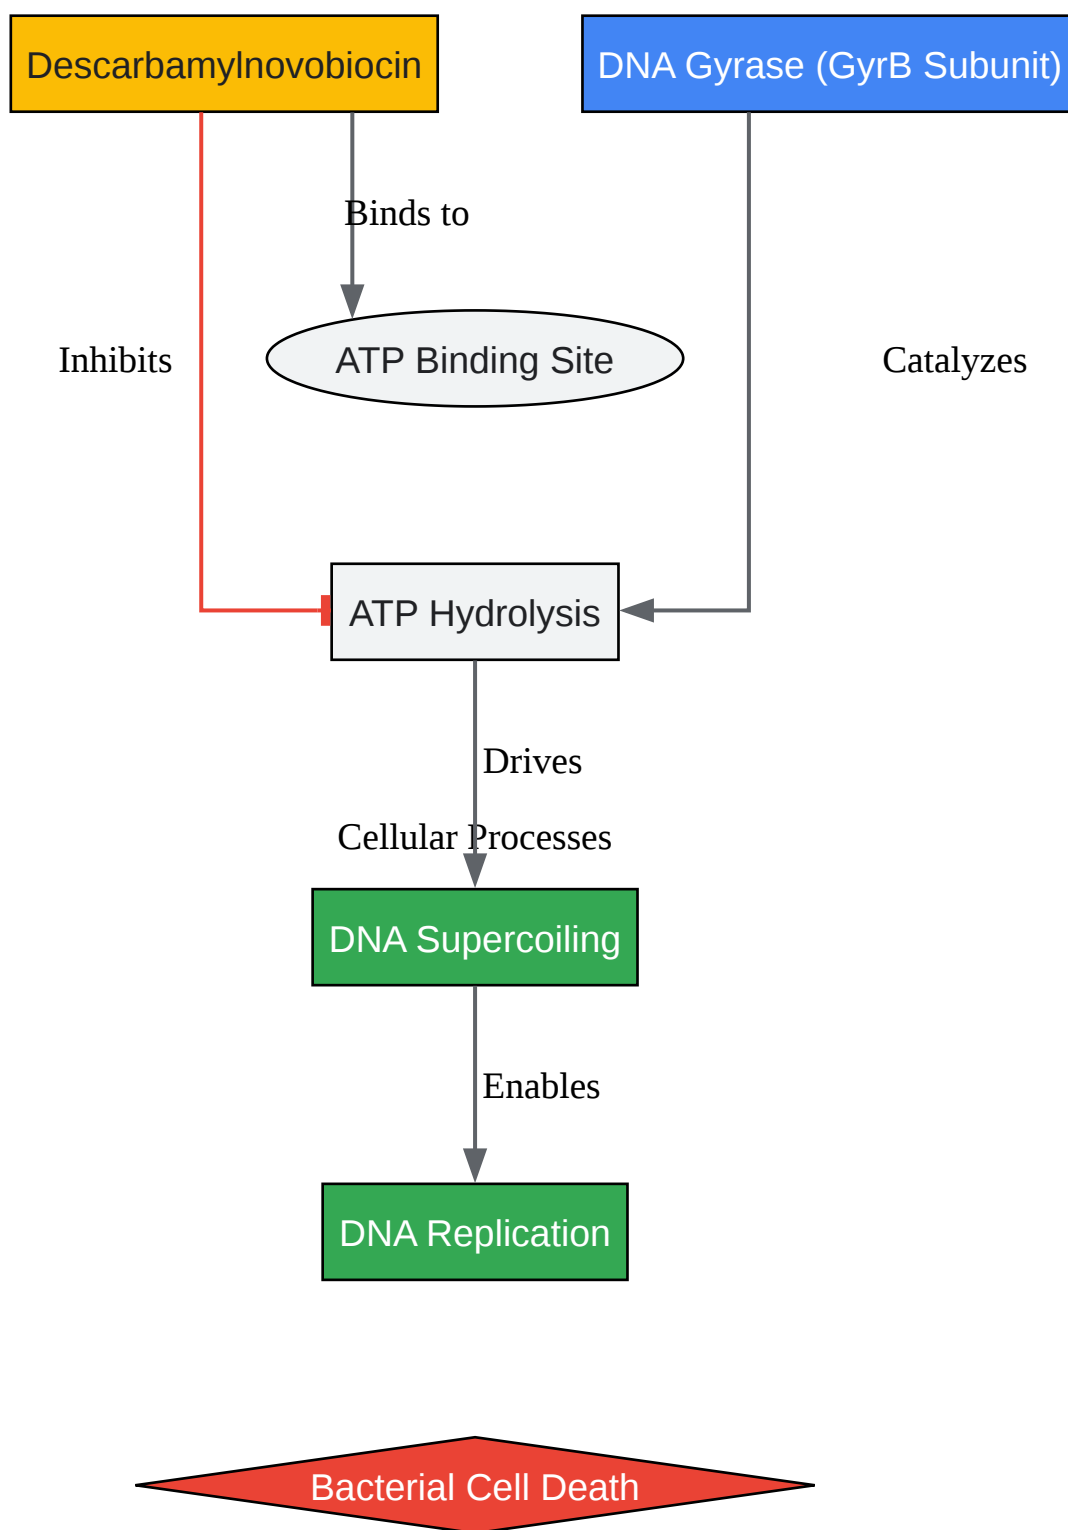 Descarbamylnovobiocin
DNA Gyrase (GyrB Subunit)
Binds to
Inhibits
ATP Binding Site
Catalyzes
ATP Hydrolysis
Drives
Cellular Processes
DNA Supercoiling
Enables
DNA Replication
Bacterial Cell Death